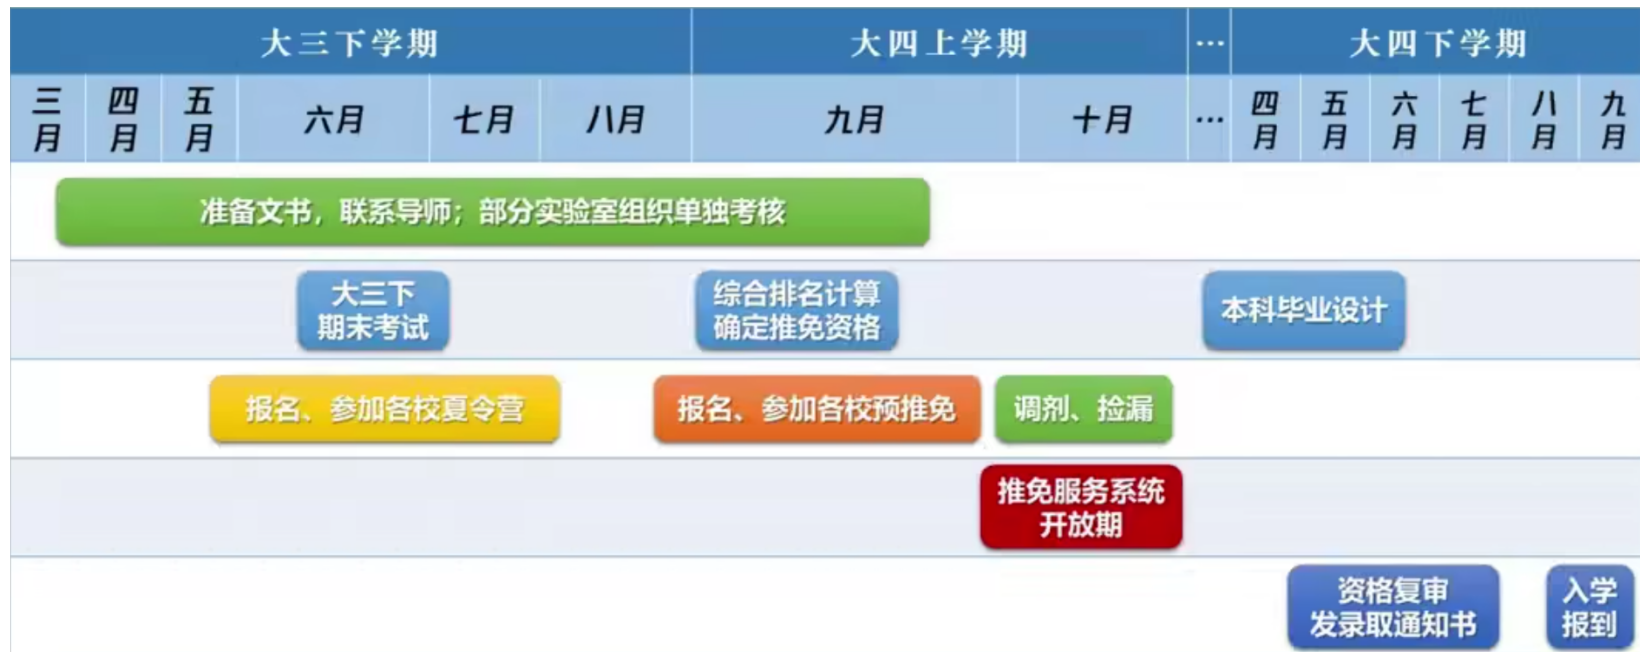 大三下学期
大四上学期
...
大四下学期
三月
四月
五月
六月
七月
八月
九月
十月
...
四月
五月
六月
七月
八月
九月
准备文书，联系导师；部分实验室组织单独考核
大三下
期末考试
综合排名计算
确定推免资格
本科毕业设计
报名、参加各校夏令营
报名、参加各校预推免
调剂、捡漏
推免服务系统
开放期
资格复审
发录取通知书
入学
报到